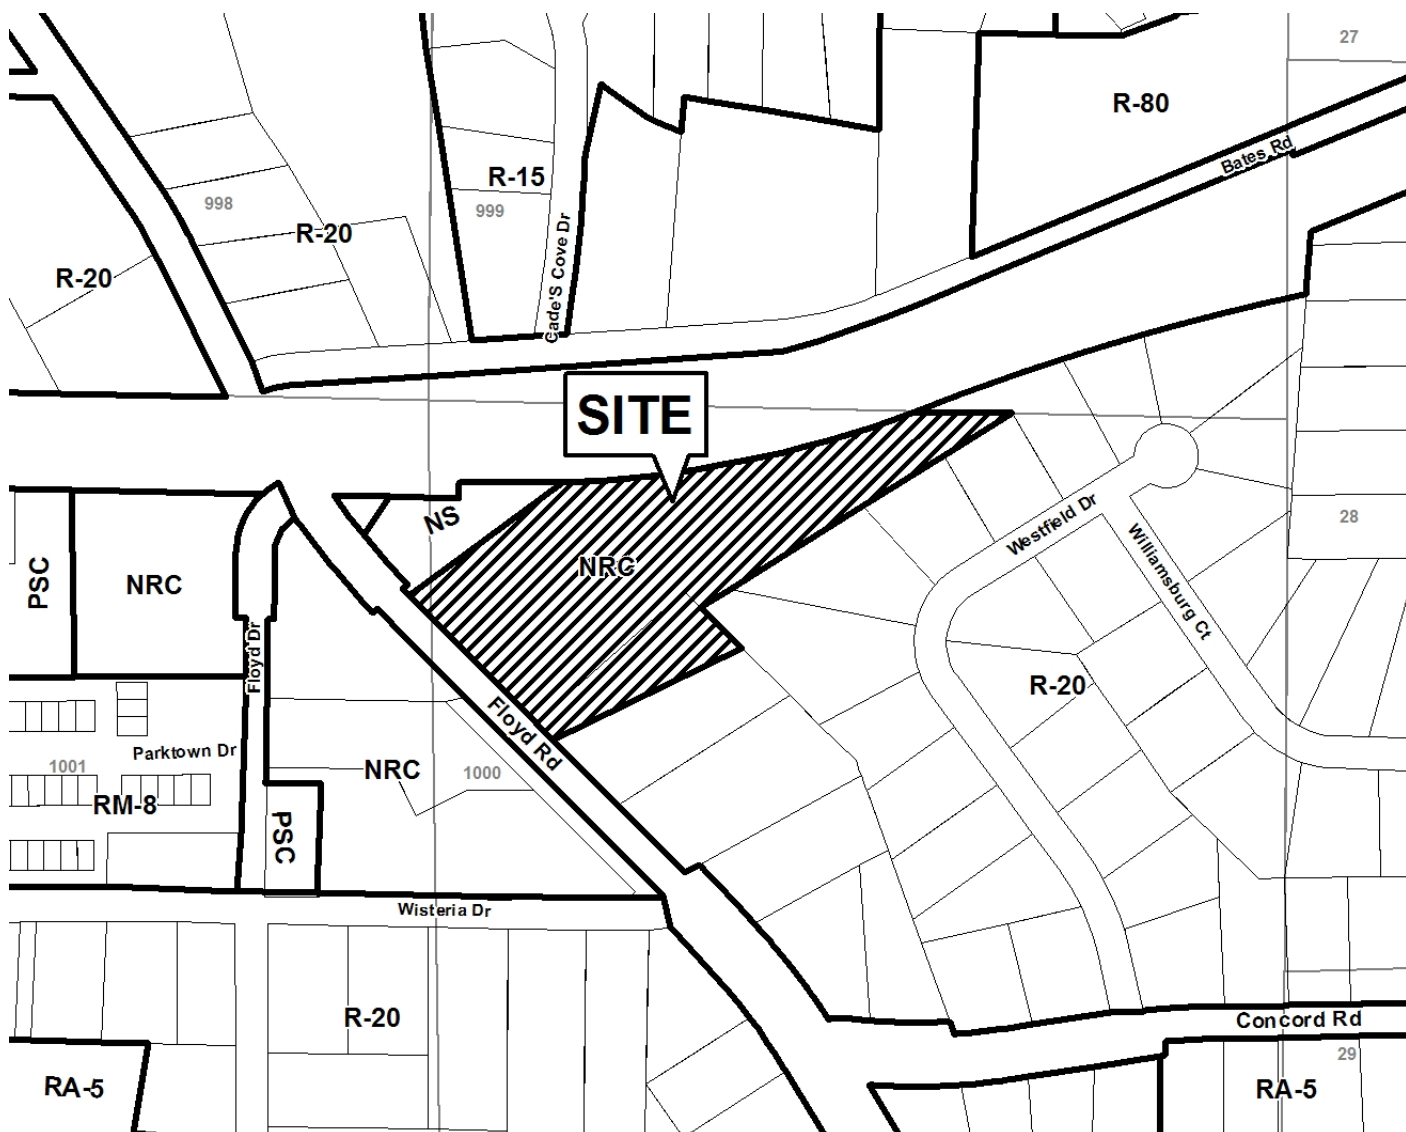 27
R-80
Bates Rd
R-15
998
999
R-20
Cade'S Cove Dr
R-20
SITE
NS
28
Westfield Dr
NRC
PSC
NRC
Williamsburg Ct
Floyd Dr
R-20
Floyd Rd
Parktown Dr
1001
NRC
1000
RM-8
PSC
Wisteria Dr
R-20
Concord Rd
29
RA-5
RA-5